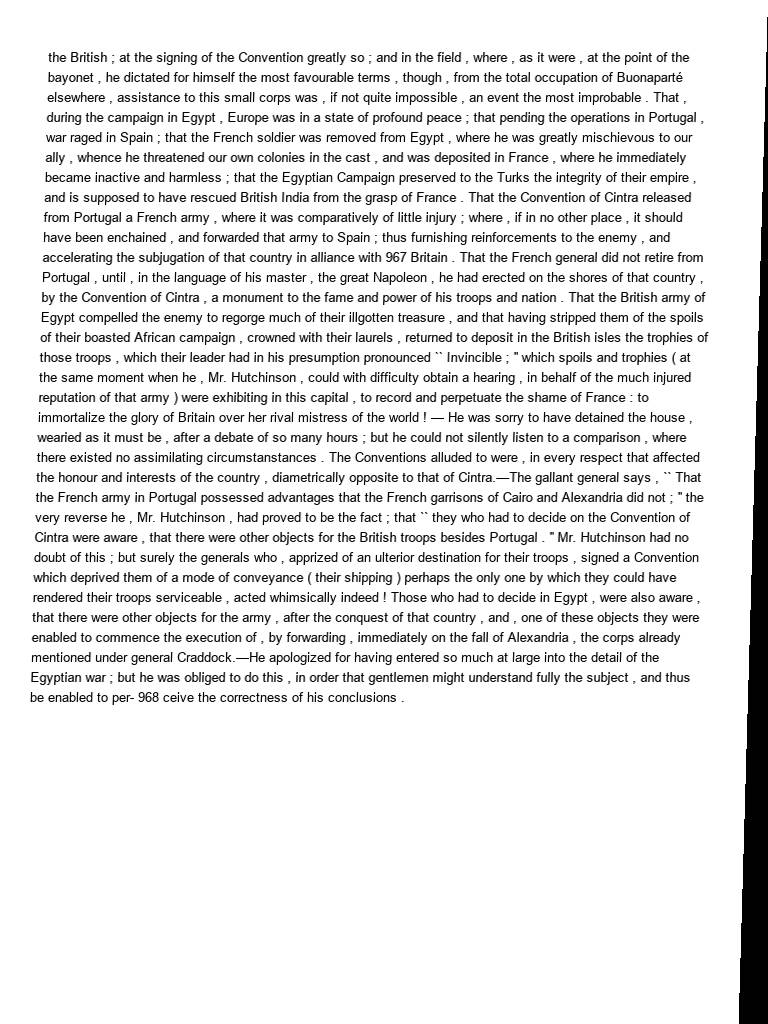 the British ; at the signing of the Convention greatly so ; and in the field , where , as it were , at the point of the
bayonet , he dictated for himself the most favourable terms , though , from the total occupation of Buonaparté
elsewhere , assistance to this small corps was , if not quite impossible , an event the most improbable . That ,
during the campaign in Egypt , Europe was in a state of profound peace ; that pending the operations in Portugal ,
war raged in Spain ; that the French soldier was removed from Egypt , where he was greatly mischievous to our
ally , whence he threatened our own colonies in the cast , and was deposited in France , where he immediately
became inactive and harmless ; that the Egyptian Campaign preserved to the Turks the integrity of their empire ,
and is supposed to have rescued British India from the grasp of France . That the Convention of Cintra released
from Portugal a French army , where it was comparatively of little injury ; where , if in no other place , it should
have been enchained , and forwarded that army to Spain ; thus furnishing reinforcements to the enemy , and
accelerating the subjugation of that country in alliance with 967 Britain . That the French general did not retire from
Portugal , until , in the language of his master , the great Napoleon , he had erected on the shores of that country ,
by the Convention of Cintra , a monument to the fame and power of his troops and nation . That the British army of
Egypt compelled the enemy to regorge much of their illgotten treasure , and that having stripped them of the spoils
of their boasted African campaign , crowned with their laurels , returned to deposit in the British isles the trophies of
those troops , which their leader had in his presumption pronounced `` Invincible ; '' which spoils and trophies ( at
the same moment when he , Mr. Hutchinson , could with difficulty obtain a hearing , in behalf of the much injured
reputation of that army ) were exhibiting in this capital , to record and perpetuate the shame of France : to
immortalize the glory of Britain over her rival mistress of the world ! — He was sorry to have detained the house ,
wearied as it must be , after a debate of so many hours ; but he could not silently listen to a comparison , where
there existed no assimilating circumstanstances . The Conventions alluded to were , in every respect that affected
the honour and interests of the country , diametrically opposite to that of Cintra.—The gallant general says , `` That
the French army in Portugal possessed advantages that the French garrisons of Cairo and Alexandria did not ; '' the
very reverse he , Mr. Hutchinson , had proved to be the fact ; that `` they who had to decide on the Convention of
Cintra were aware , that there were other objects for the British troops besides Portugal . '' Mr. Hutchinson had no
doubt of this ; but surely the generals who , apprized of an ulterior destination for their troops , signed a Convention
which deprived them of a mode of conveyance ( their shipping ) perhaps the only one by which they could have
rendered their troops serviceable , acted whimsically indeed ! Those who had to decide in Egypt , were also aware ,
that there were other objects for the army , after the conquest of that country , and , one of these objects they were
enabled to commence the execution of , by forwarding , immediately on the fall of Alexandria , the corps already
mentioned under general Craddock.—He apologized for having entered so much at large into the detail of the
Egyptian war ; but he was obliged to do this , in order that gentlemen might understand fully the subject , and thus
be enabled to per- 968 ceive the correctness of his conclusions .